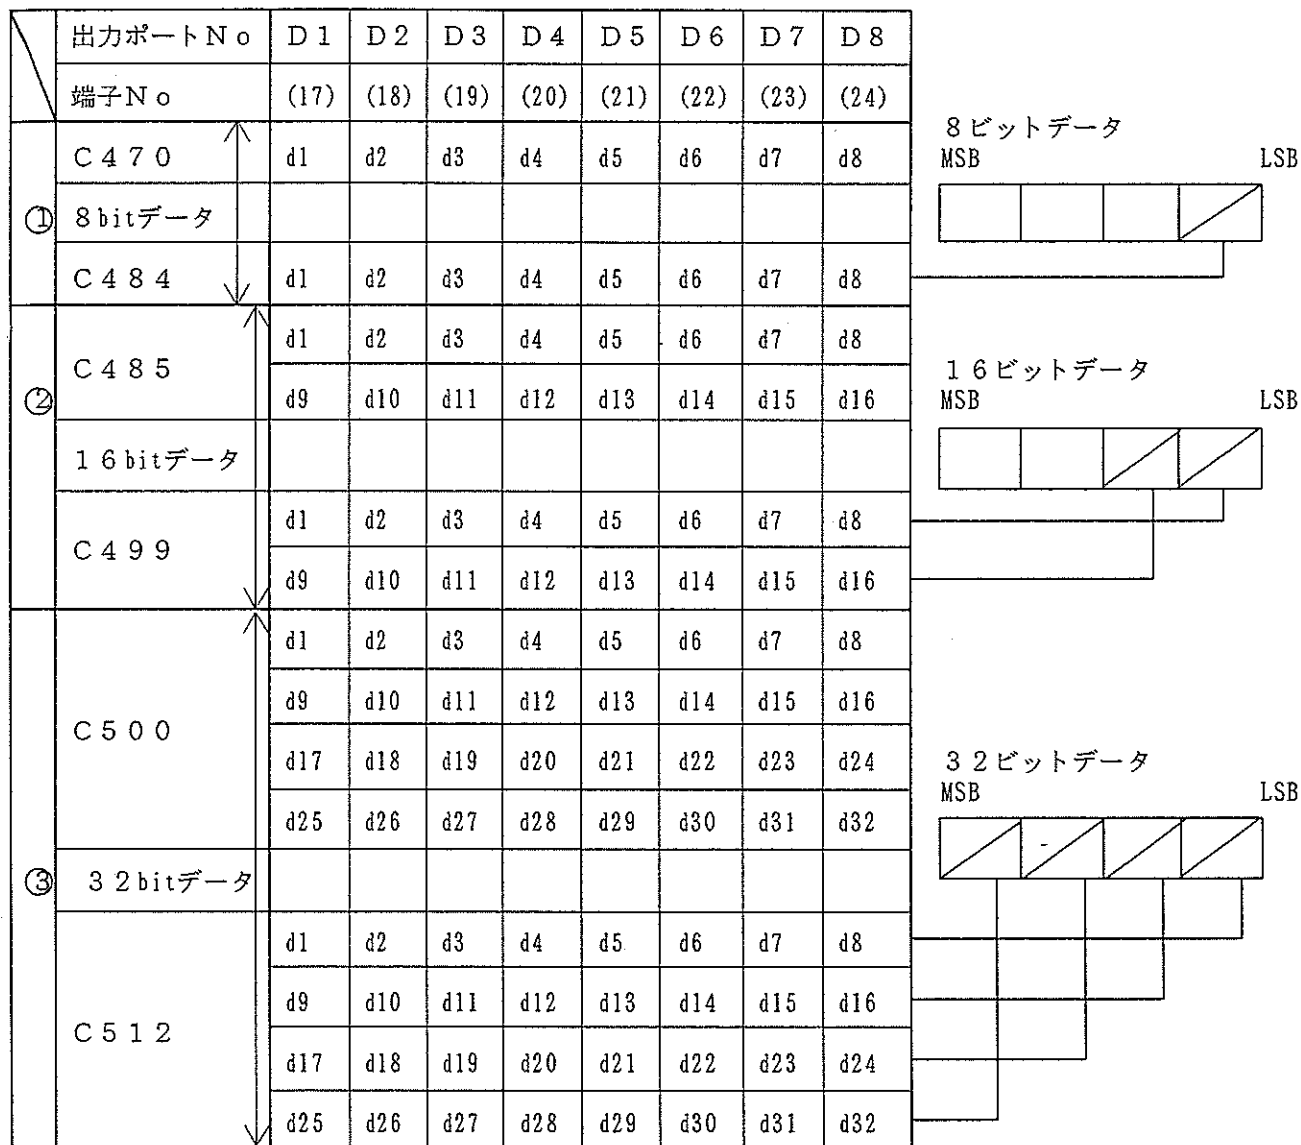 出力ポートNo D1 D2 D3 D4 D5 D6 D7 D8
端子No (17) (18) (19) (20) (21) (22) (23) (24)
① C470 d1 d2 d3 d4 d5 d6 d7 d8
8bitデータ
C484 d1 d2 d3 d4 d5 d6 d7 d8
8ビットデータ
MSB LSB
② C485 d1 d2 d3 d4 d5 d6 d7 d8
d9 d10 d11 d12 d13 d14 d15 d16
16bitデータ
C499 d1 d2 d3 d4 d5 d6 d7 d8
d9 d10 d11 d12 d13 d14 d15 d16
16ビットデータ
MSB LSB
③ C500 d1 d2 d3 d4 d5 d6 d7 d8
d9 d10 d11 d12 d13 d14 d15 d16
d17 d18 d19 d20 d21 d22 d23 d24
d25 d26 d27 d28 d29 d30 d31 d32
32bitデータ
C512 d1 d2 d3 d4 d5 d6 d7 d8
d9 d10 d11 d12 d13 d14 d15 d16
d17 d18 d19 d20 d21 d22 d23 d24
d25 d26 d27 d28 d29 d30 d31 d32
32ビットデータ
MSB LSB